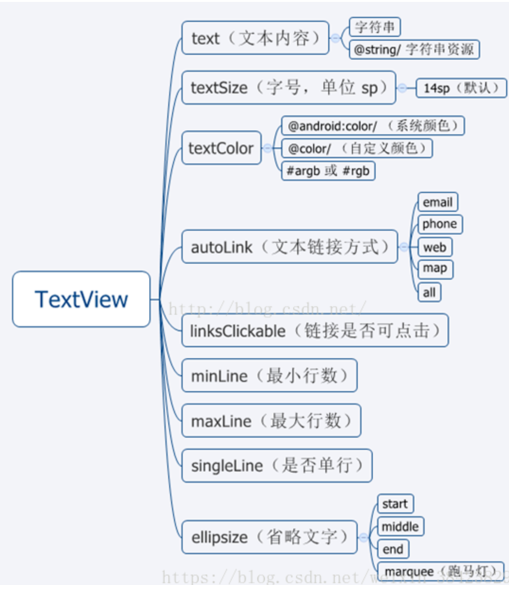 text（文本内容）
字符串
@string/ 字符串资源
textSize（字号，单位 sp）
14sp（默认）
textColor
@android:color/ （系统颜色）
@color/ （自定义颜色）
#argb 或 #rgb
autoLink（文本链接方式）
email
phone
web
map
all
TextView
http://blog.csdn.net/
linksClickable（链接是否可点击）
minLine（最小行数）
maxLine（最大行数）
singleLine（是否单行）
ellipsize（省略文字）
start
middle
end
marquee（跑马灯）
https://blog.csdn.net/